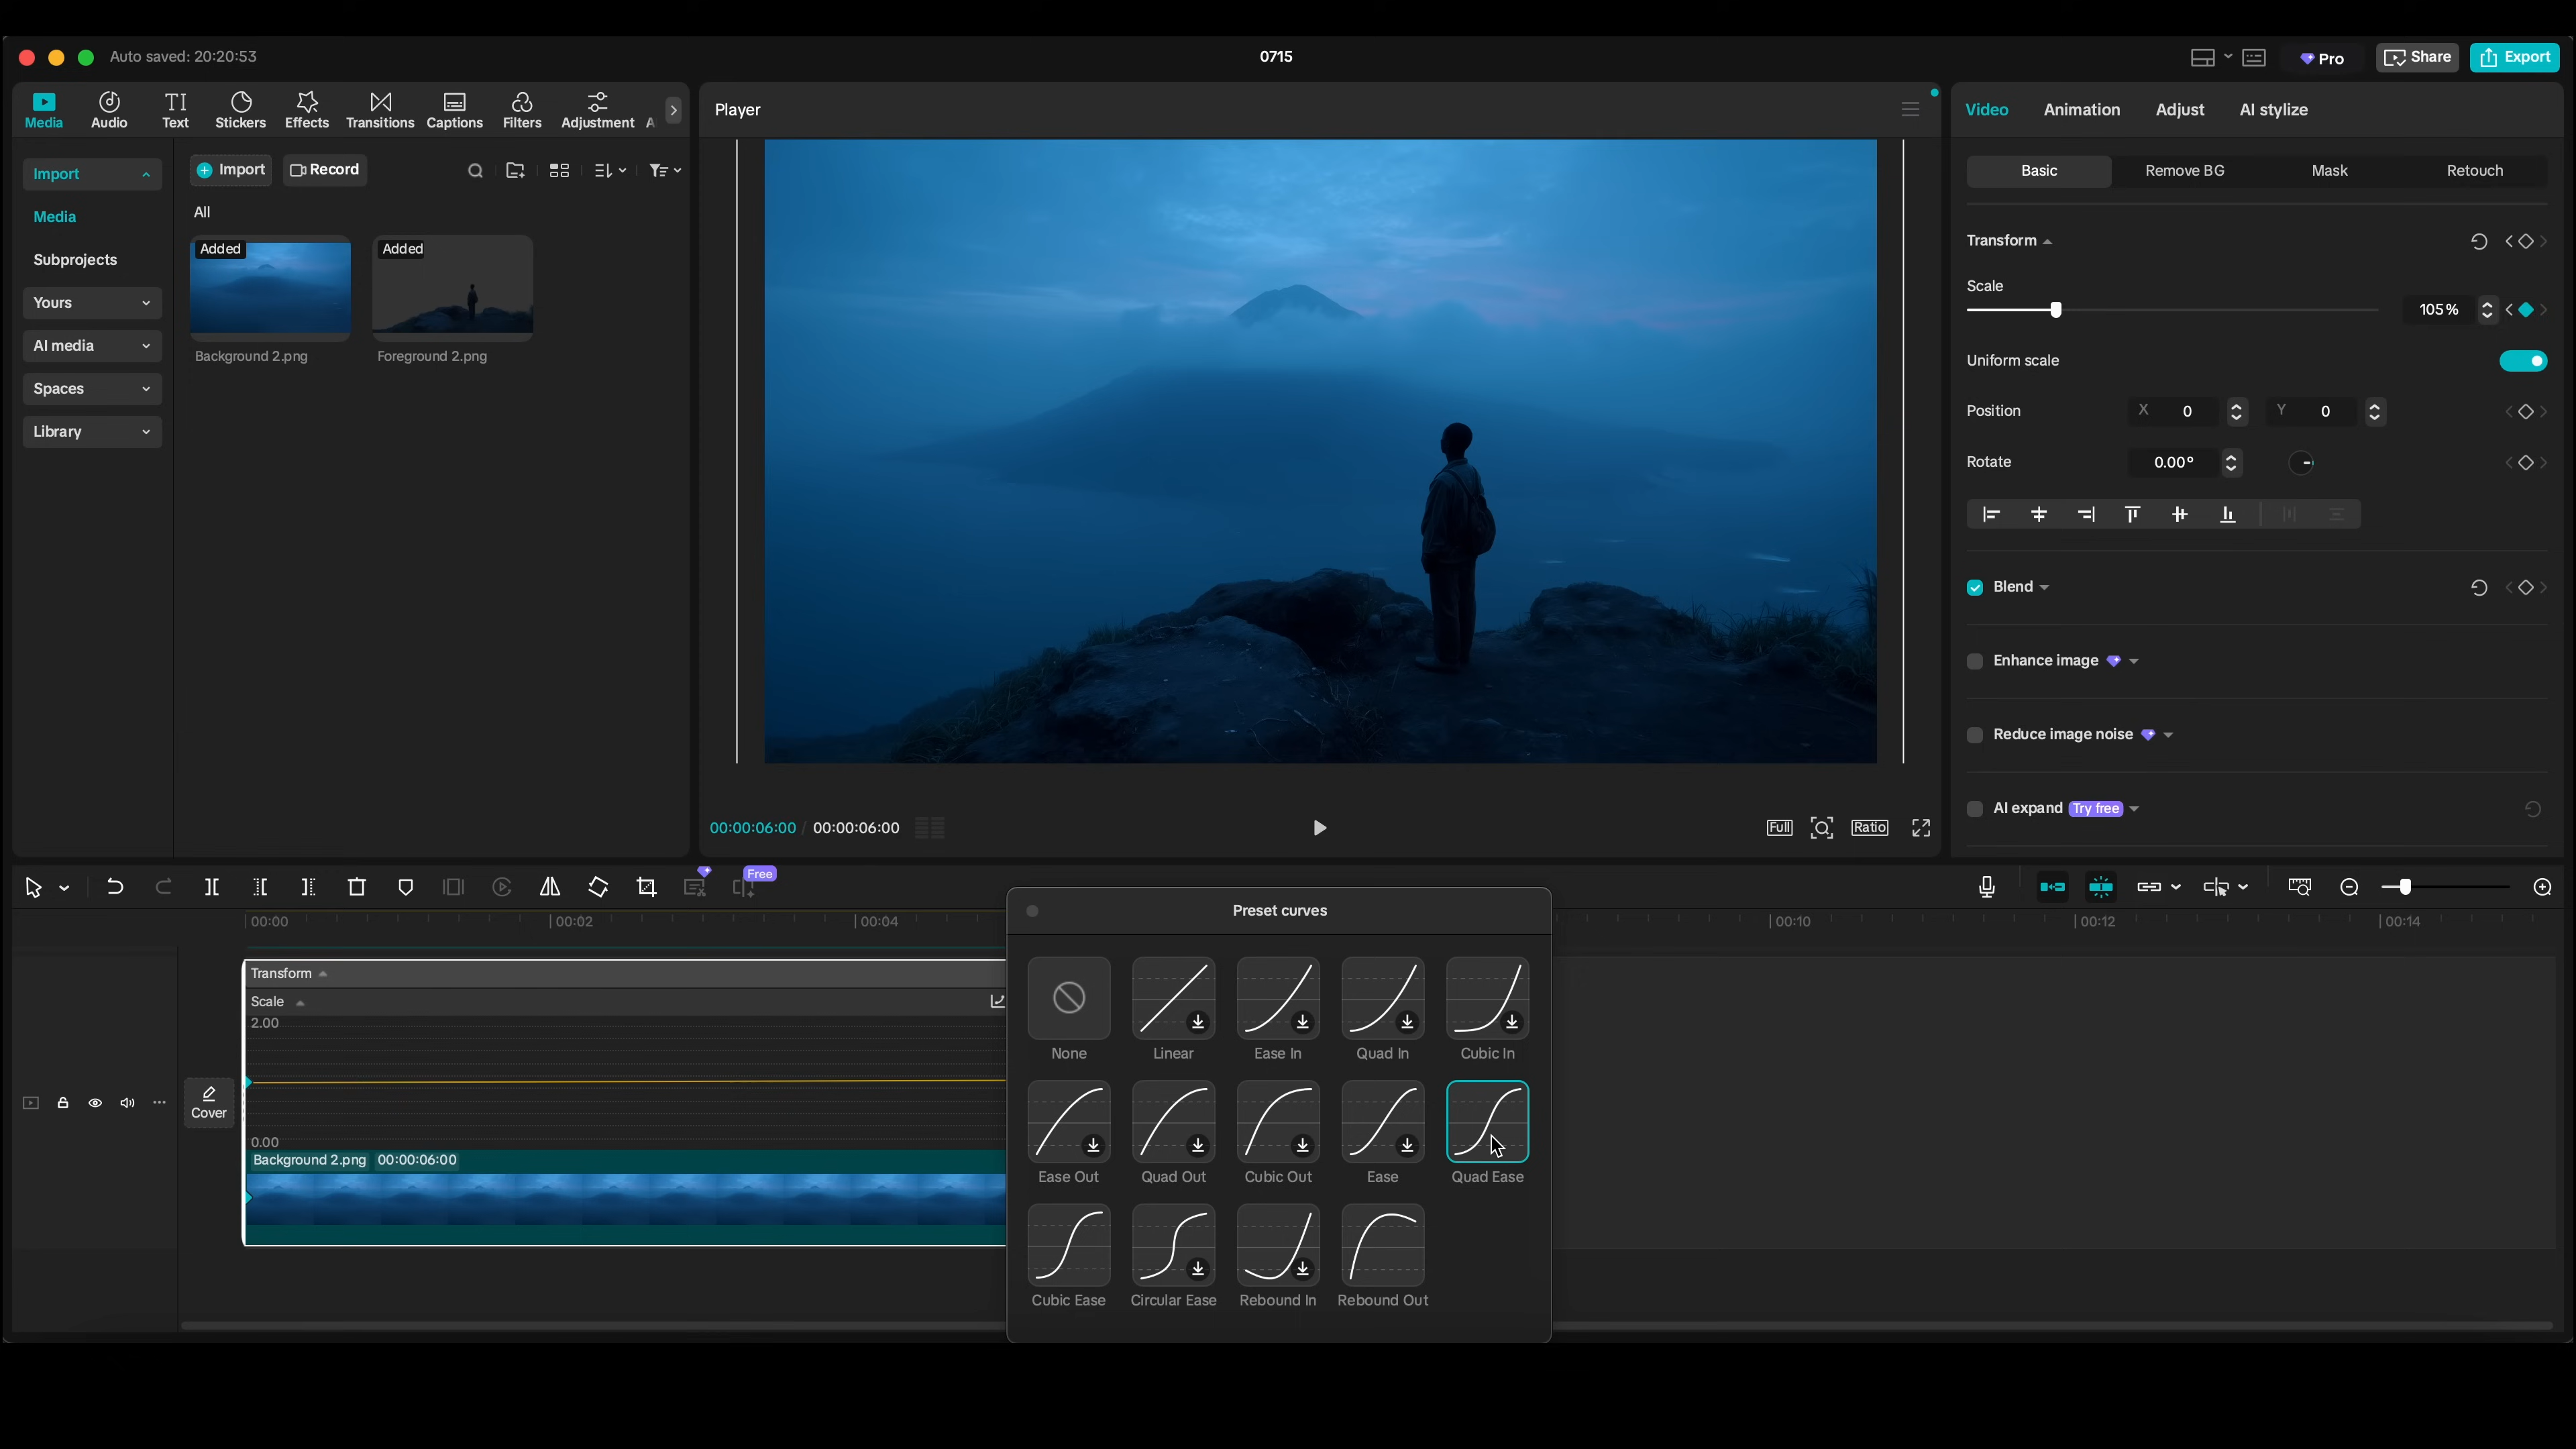 Auto saved: 20:20:53
0715
Pro
Share
Export
Media
Audio
Text
Stickers
Effects
Transitions
Captions
Filters
Adjustment
A
Import
Media
Subprojects
Yours
AI media
Spaces
Library
Import
Record
All
Added
Added
Background 2.png
Foreground 2.png
Player
00:00:06:00 / 00:00:06:00
Full
Ratio
Video
Animation
Adjust
AI stylize
Basic
Remove BG
Mask
Retouch
Transform
Scale
105%
Uniform scale
Position
X 0
Y 0
Rotate
0.00°
Blend
Enhance image
Reduce image noise
AI expand Try free
Free
00:00
00:02
00:04
00:10
00:12
00:14
Transform
Scale
2.00
0.00
Cover
Background 2.png 00:00:06:00
Preset curves
None
Linear
Ease In
Quad In
Cubic In
Ease Out
Quad Out
Cubic Out
Ease
Quad Ease
Cubic Ease
Circular Ease
Rebound In
Rebound Out